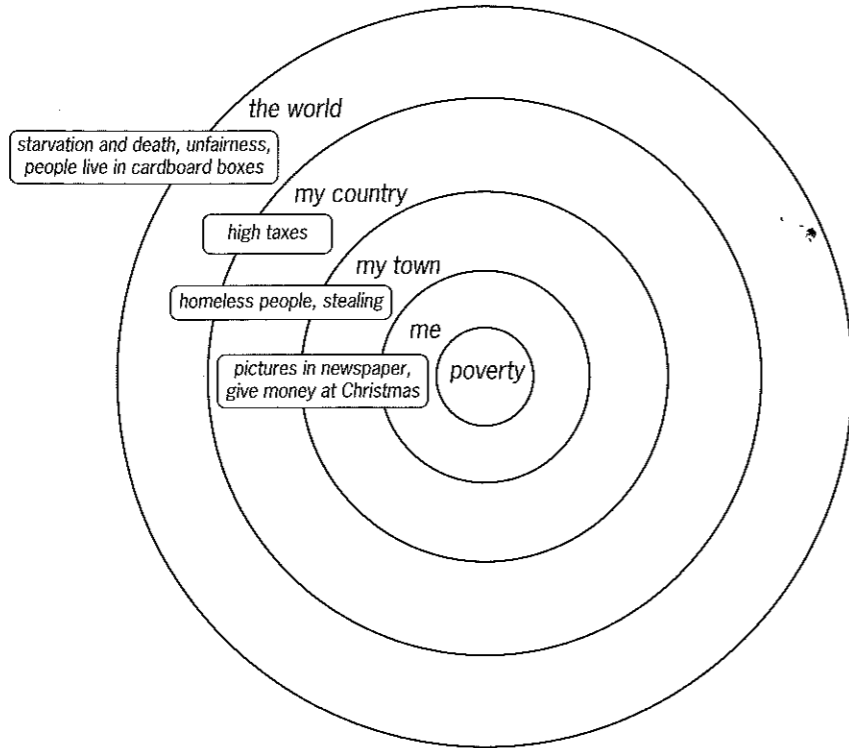 the world
starvation and death, unfairness,
people live in cardboard boxes
my country
high taxes
my town
homeless people, stealing
me
pictures in newspaper,
give money at Christmas
poverty